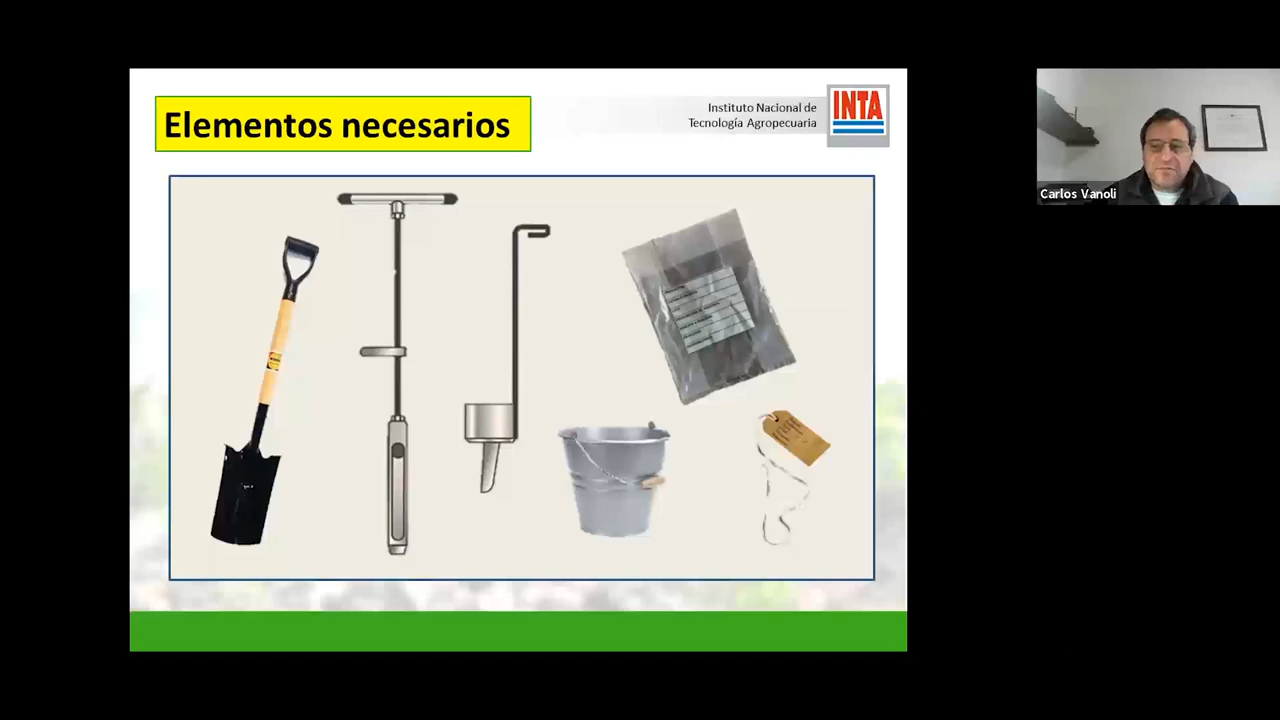 Elementos necesarios
Instituto Nacional de
Tecnología Agropecuaria
INTA
Carlos Vanoli